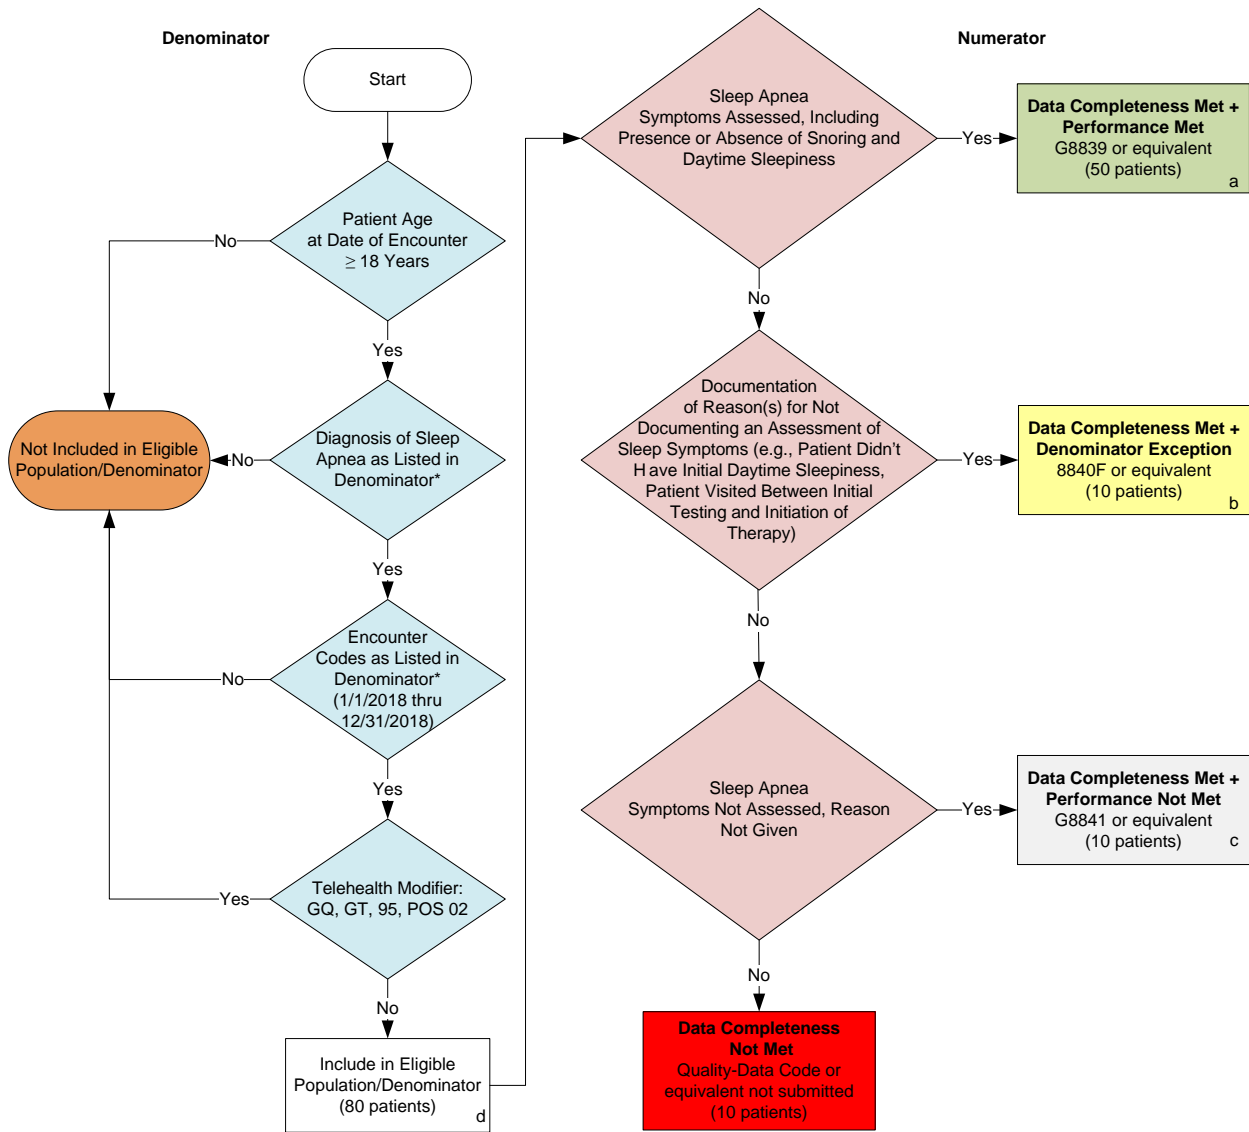 Denominator
Numerator
Start
Patient Age
at Date of Encounter
≥ 18 Years
No
Yes
Not Included in Eligible
Population/Denominator
No
Diagnosis of Sleep
Apnea as Listed in
Denominator*
Yes
Encounter
Codes as Listed in
Denominator*
(1/1/2018 thru
12/31/2018)
No
Yes
Telehealth Modifier:
GQ, GT, 95, POS 02
Yes
No
Include in Eligible
Population/Denominator
(80 patients)
d
Sleep Apnea
Symptoms Assessed, Including
Presence or Absence of Snoring and
Daytime Sleepiness
Yes
Data Completeness Met +
Performance Met
G8839 or equivalent
(50 patients)
a
No
Documentation
of Reason(s) for Not
Documenting an Assessment of
Sleep Symptoms (e.g., Patient Didn't
Have Initial Daytime Sleepiness,
Patient Visited Between Initial
Testing and Initiation of
Therapy)
Yes
Data Completeness Met +
Denominator Exception
8840F or equivalent
(10 patients)
b
No
Sleep Apnea
Symptoms Not Assessed, Reason
Not Given
Yes
Data Completeness Met +
Performance Not Met
G8841 or equivalent
(10 patients)
c
No
Data Completeness
Not Met
Quality-Data Code or
equivalent not submitted
(10 patients)